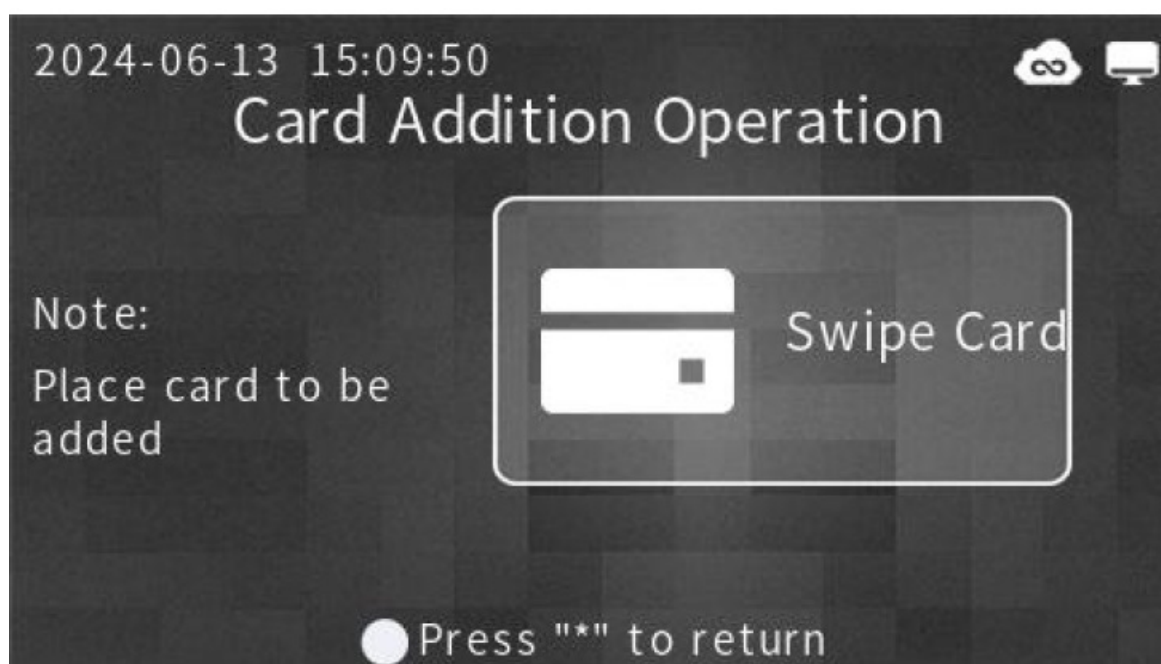 2024-06-13 15:09:50
Card Addition Operation
Note:
Place card to be
added
Swipe Card
Press "*" to return